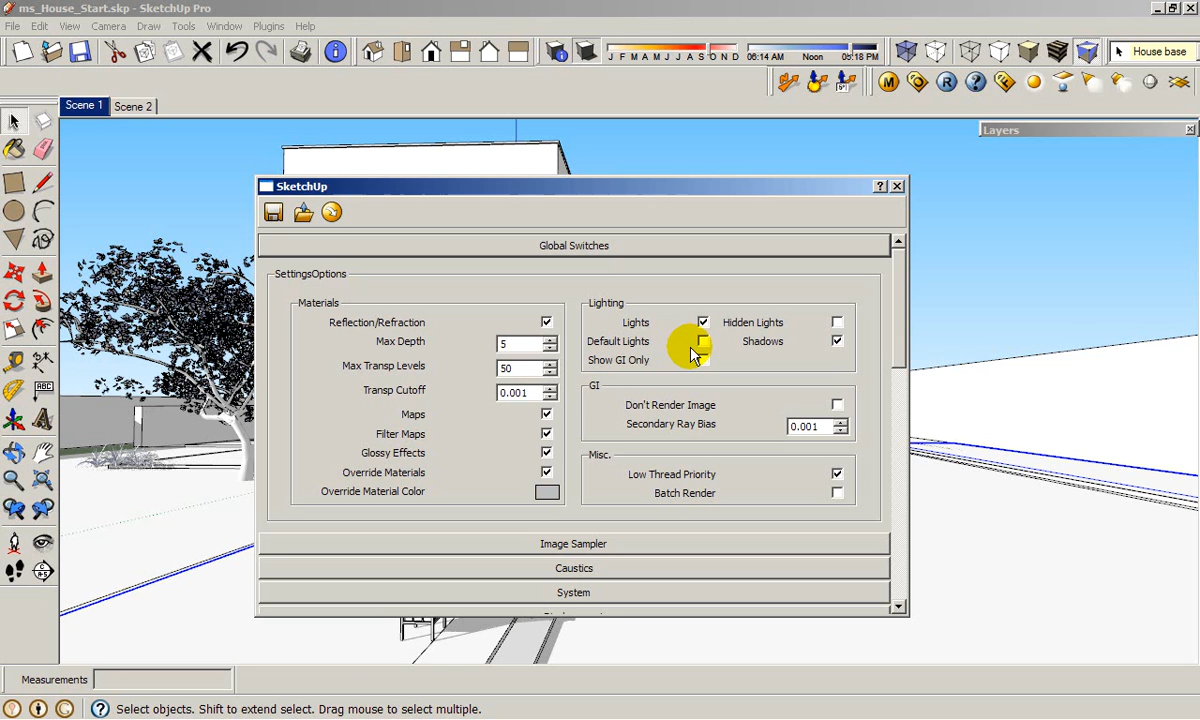 ms_House_Start.skp - SketchUp Pro
File Edit View Camera Draw Tools Window Plugins Help
J F M A M J J A S O N D 06:14 AM Noon 05:18 PM
House base
M O R ? F
Scene 1 Scene 2
Layers
SketchUp
Global Switches
SettingsOptions
Materials
Reflection/Refraction
Max Depth 5
Max Transp Levels 50
Transp Cutoff 0.001
Maps
Filter Maps
Glossy Effects
Override Materials
Override Material Color
Lighting
Lights Hidden Lights
Default Lights Shadows
Show GI Only
GI
Don't Render Image
Secondary Ray Bias 0.001
Misc.
Low Thread Priority
Batch Render
Image Sampler
Caustics
System
ABC
Measurements
Select objects. Shift to extend select. Drag mouse to select multiple.